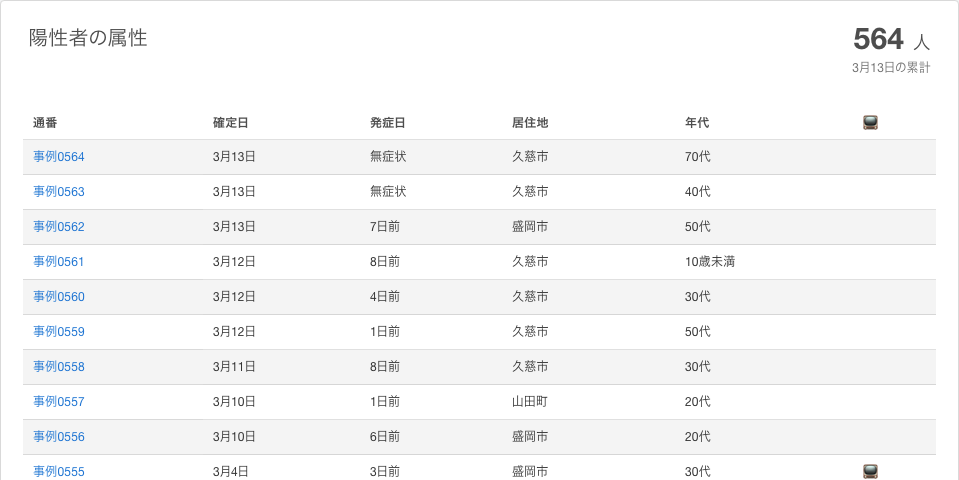 陽性者の属性
564 人
3月13日の累計
通番 確定日 発症日 居住地 年代
事例0564 3月13日 無症状 久慈市 70代
事例0563 3月13日 無症状 久慈市 40代
事例0562 3月13日 7日前 盛岡市 50代
事例0561 3月12日 8日前 久慈市 10歳未満
事例0560 3月12日 4日前 久慈市 30代
事例0559 3月12日 1日前 久慈市 50代
事例0558 3月11日 8日前 久慈市 30代
事例0557 3月10日 1日前 山田町 20代
事例0556 3月10日 6日前 盛岡市 20代
事例0555 3月4日 3日前 盛岡市 30代